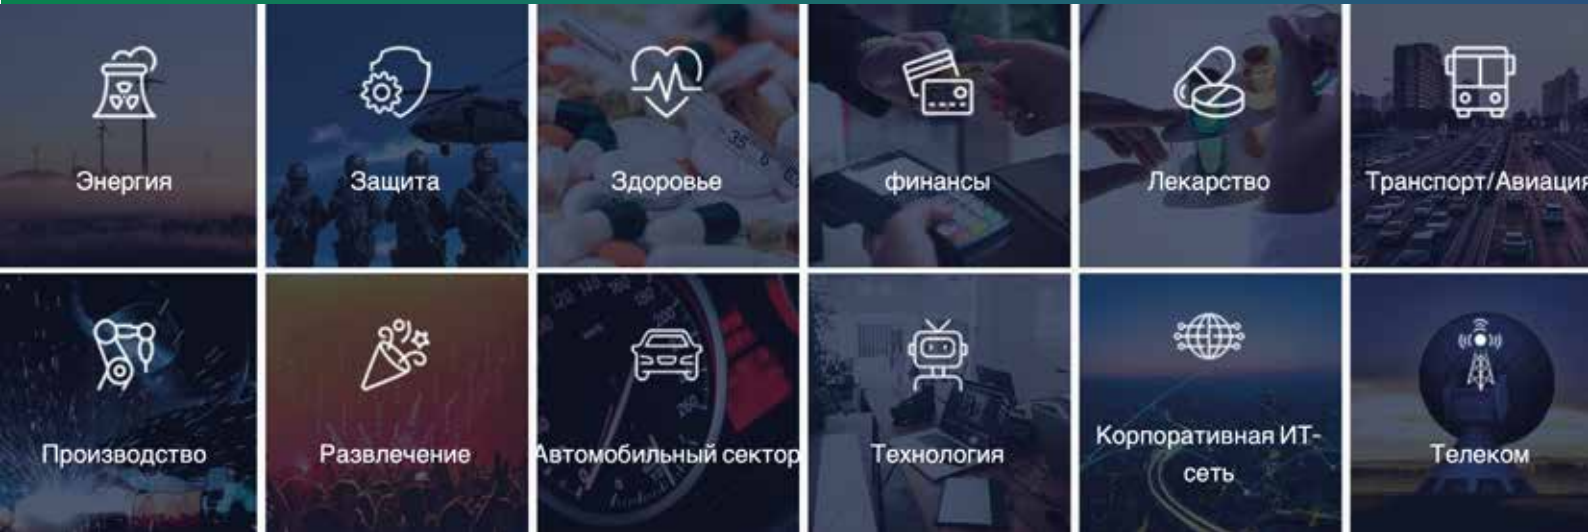 Энергия
Защита
Здоровье
финансы
Лекарство
Транспорт/Авиация
Производство
Развлечение
Автомобильный сектор
Технология
Корпоративная ИТ-
сеть
Телеком